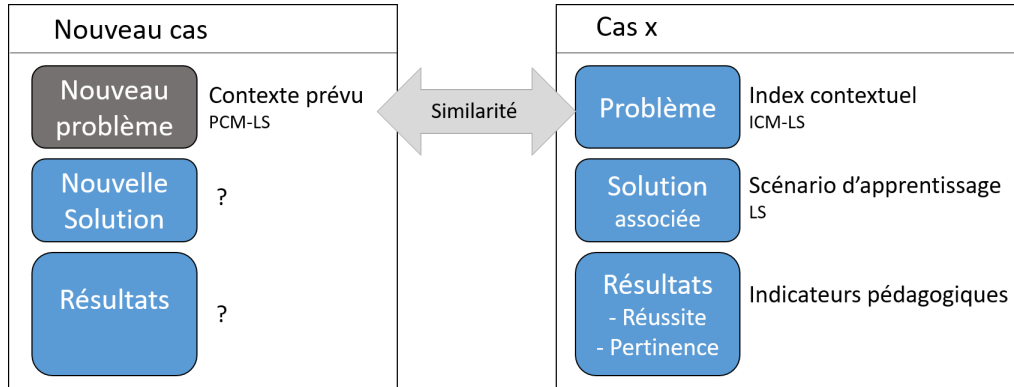 Nouveau cas
Nouveau
problème
Contexte prévu
PCM-LS
Nouvelle
Solution
?
Résultats
?
Similarité
Cas x
Problème
Index contextuel
ICM-LS
Solution
associée
Scénario d'apprentissage
LS
Résultats
- Réussite
- Pertinence
Indicateurs pédagogiques